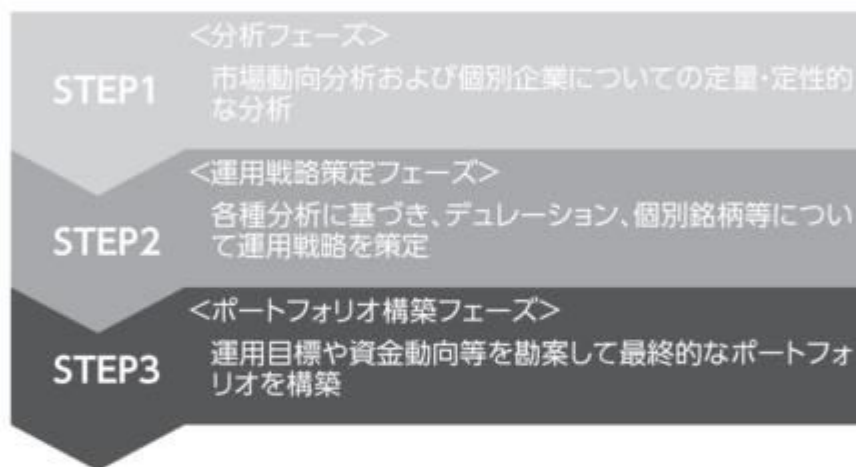 <分析フェーズ>
STEP1
市場動向分析および個別企業についての定量・定性的
な分析
<運用戦略策定フェーズ>
STEP2
各種分析に基づき、デュレーション、個別銘柄等につい
て運用戦略を策定
<ポートフォリオ構築フェーズ>
STEP3
運用目標や資金動向等を勘案して最終的なポートフォ
リオを構築